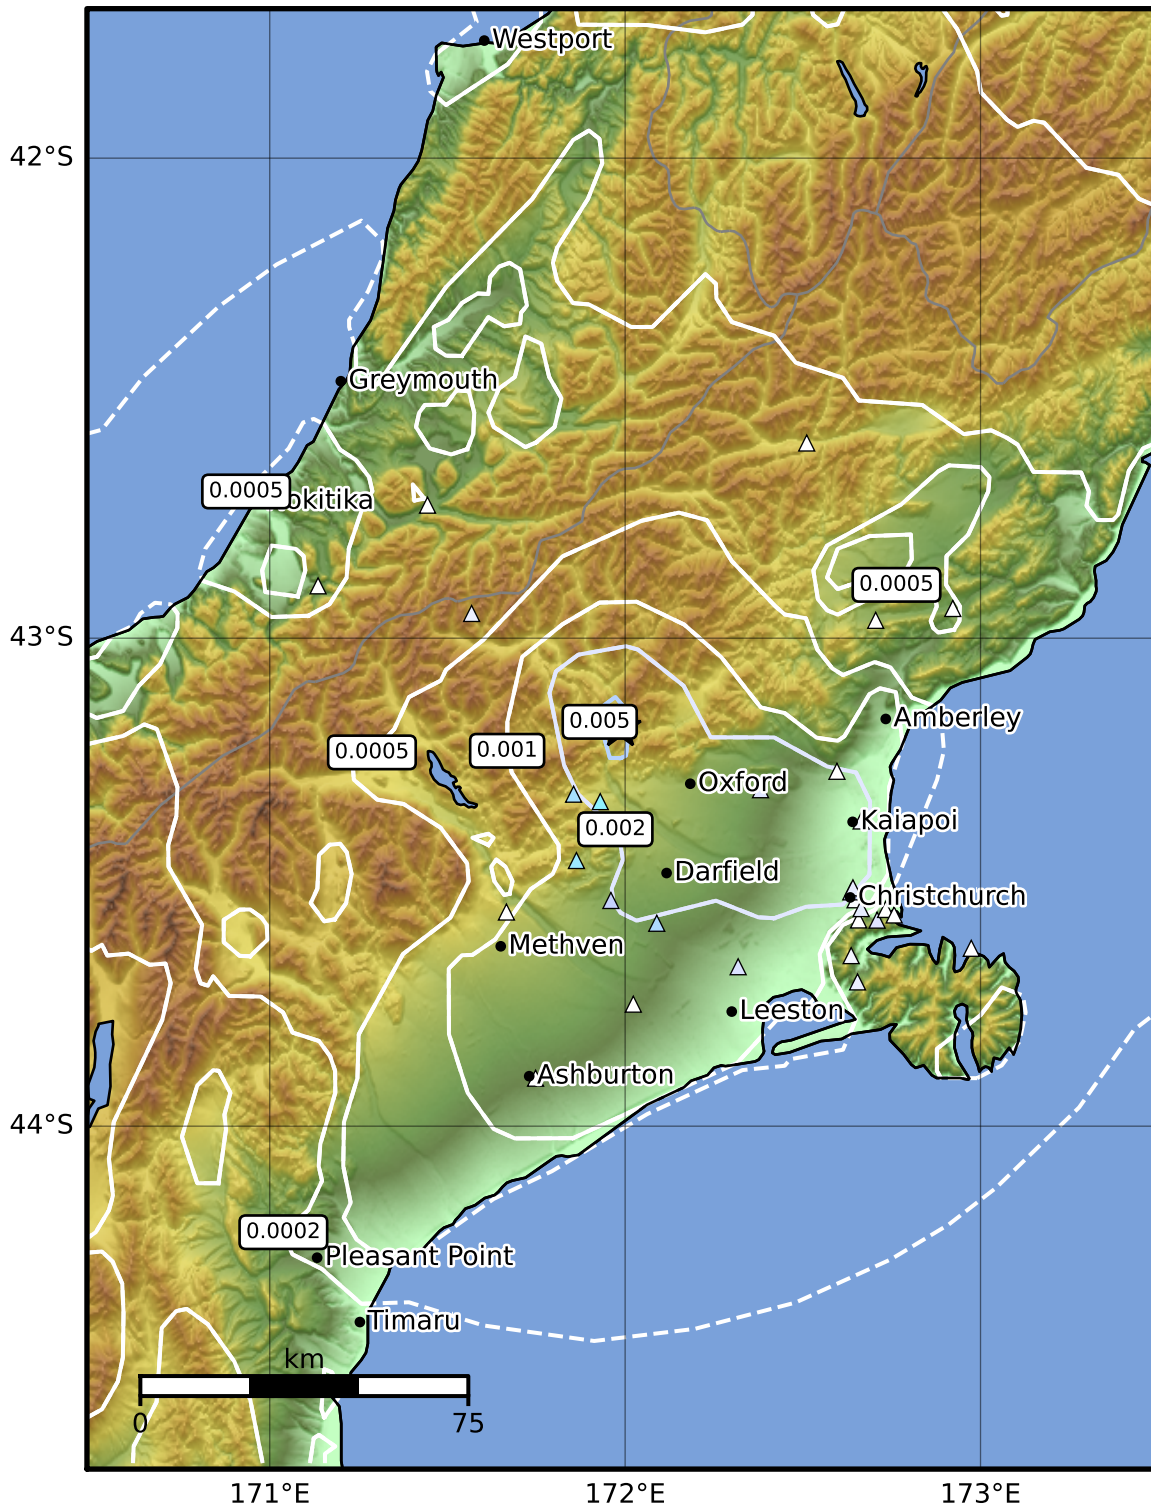 Westport
42°S
Greymouth
0.0005
okitika
0.0005
43°S
0.005
Amberley
0.0005
0.001
Oxford
0.002
Kaiapoi
Darfield
Christchurch
Methven
Leeston
Ashburton
44°S
0.0002
Pleasant Point
Timaru
km
0
75
171°E
172°E
173°E